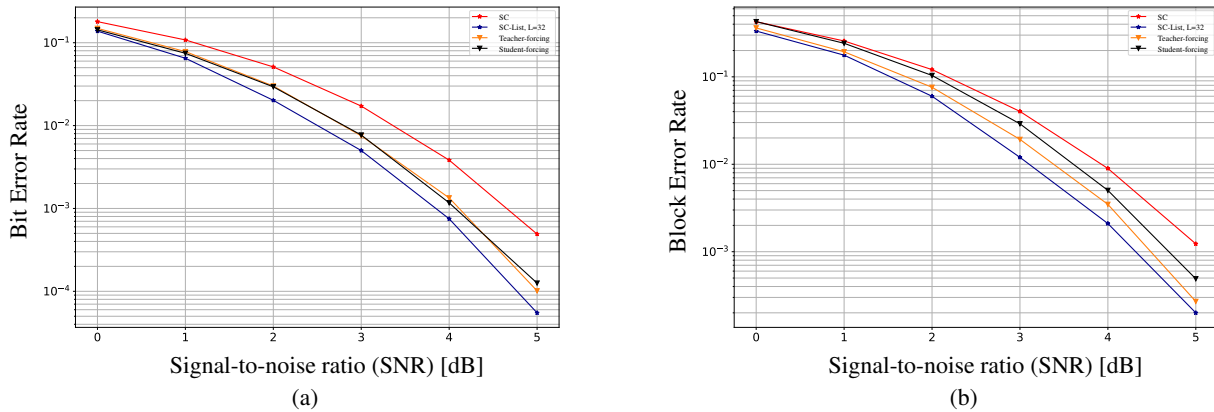 SC
SC-List, L=32
Teacher-forcing
Student-forcing
10⁻¹
10⁻²
10⁻³
10⁻⁴
Bit Error Rate
0 1 2 3 4 5
Signal-to-noise ratio (SNR) [dB]
(a)
SC
SC-List, L=32
Teacher-forcing
Student-forcing
10⁻¹
10⁻²
10⁻³
Block Error Rate
0 1 2 3 4 5
Signal-to-noise ratio (SNR) [dB]
(b)